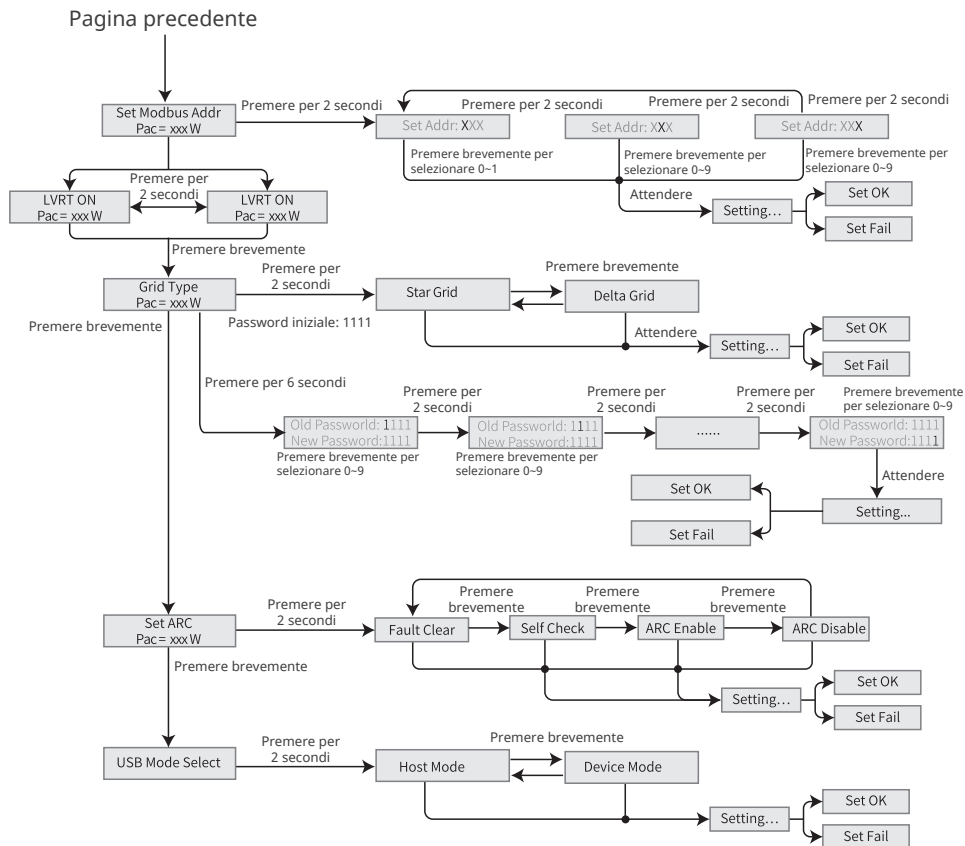 Pagina precedente
Set Modbus Addr
Pac= xxx W
Premere per 2 secondi
Premere per 2 secondi
Premere per 2 secondi
Premere per 2 secondi
Set Addr: XXX
Set Addr: XXX
Set Addr: XXX
Premere brevemente per
selezionare 0~1
Premere brevemente per
selezionare 0~9
Premere brevemente per
selezionare 0~9
LVRT ON
Pac= xxx W
Premere per
2 secondi
LVRT ON
Pac= xxx W
Attendere
Setting...
Set OK
Set Fail
Premere brevemente
Grid Type
Pac= xxx W
Premere per
2 secondi
Star Grid
Premere brevemente
Delta Grid
Premere brevemente
Password iniziale: 1111
Attendere
Setting...
Set OK
Set Fail
Premere per 6 secondi
Old Passworld: 1111
New Password:1111
Premere brevemente per
selezionare 0~9
Premere per
2 secondi
Old Passworld: 1111
New Password:1111
Premere brevemente per
selezionare 0~9
Premere per
2 secondi
......
Premere per
2 secondi
Premere brevemente
per selezionare 0~9
Old Passworld: 1111
New Password:1111
Attendere
Setting...
Set OK
Set Fail
Set ARC
Pac= xxx W
Premere per
2 secondi
Fault Clear
Premere
brevemente
Self Check
Premere
brevemente
ARC Enable
Premere
brevemente
ARC Disable
Premere brevemente
Setting...
Set OK
Set Fail
USB Mode Select
Premere per
2 secondi
Host Mode
Premere brevemente
Device Mode
Setting...
Set OK
Set Fail